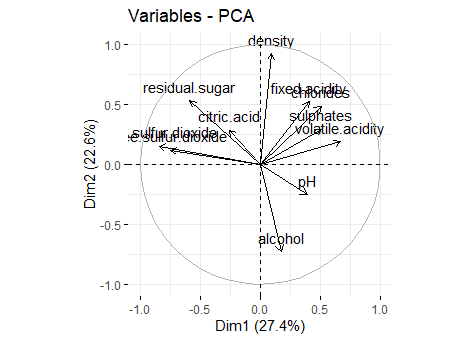 Variables - PCA
density
residual.sugar
fixed.acidity
chlorides
citric.acid
sulphates
volatile.acidity
sulfur.dioxide
e.sulfur.dioxide
pH
alcohol
1.0
0.5
0.0
-0.5
-1.0
Dim2 (22.6%)
-1.0 -0.5 0.0 0.5 1.0
Dim1 (27.4%)